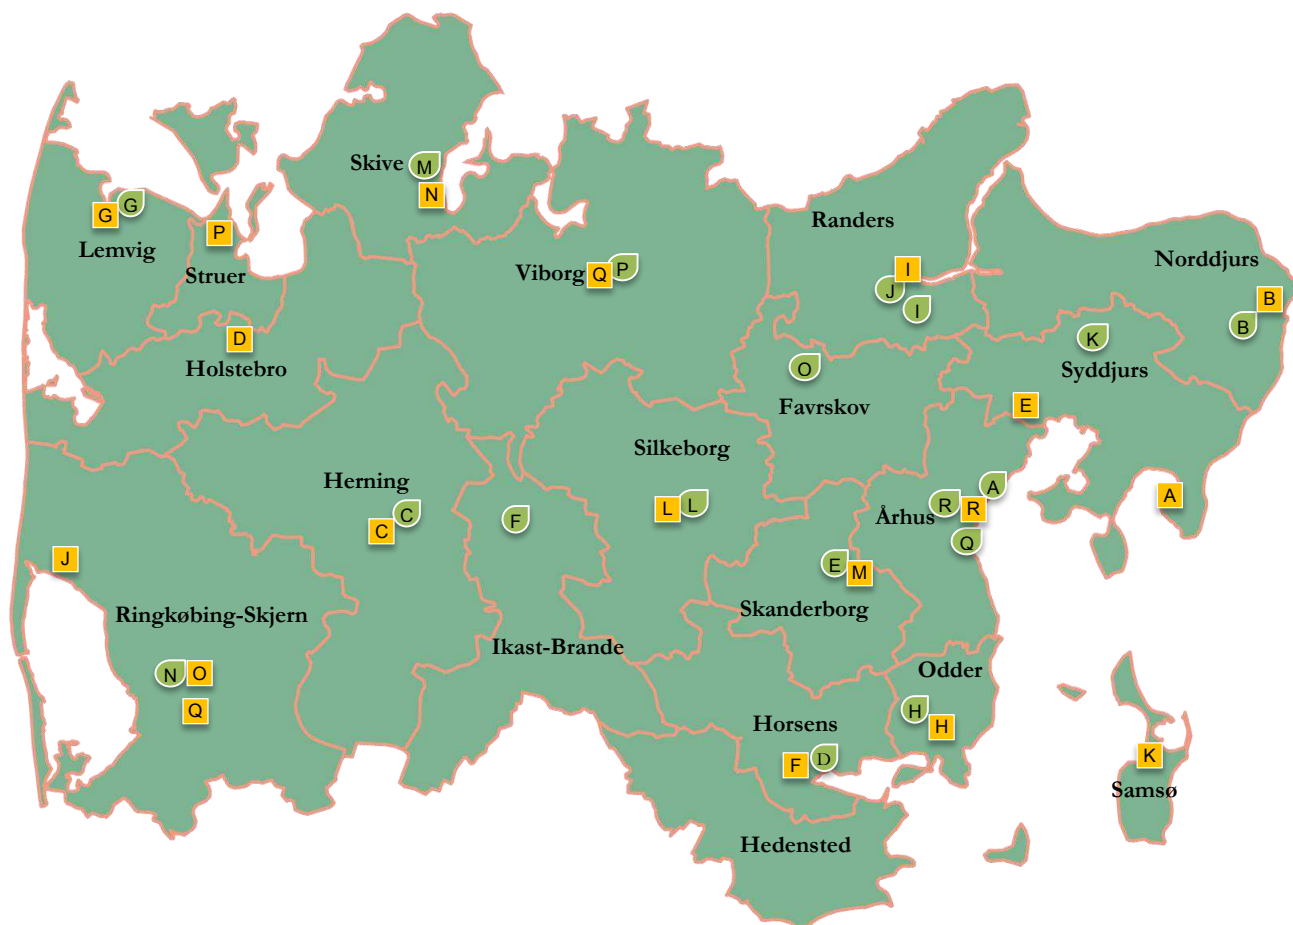 Skive
M
N
G
G
Lemvig
P
Struer
D
Holstebro
Viborg
Q
P
Randers
I
J
I
Norddjurs
B
B
K
Syddjurs
O
Favrskov
E
A
Silkeborg
L
L
Herning
C
C
F
Århus
R
R
A
Q
J
Ringkøbing-Skjern
N
O
Q
E
M
Skanderborg
Ikast-Brande
Odder
H
H
Horsens
F
D
K
Samsø
Hedensted